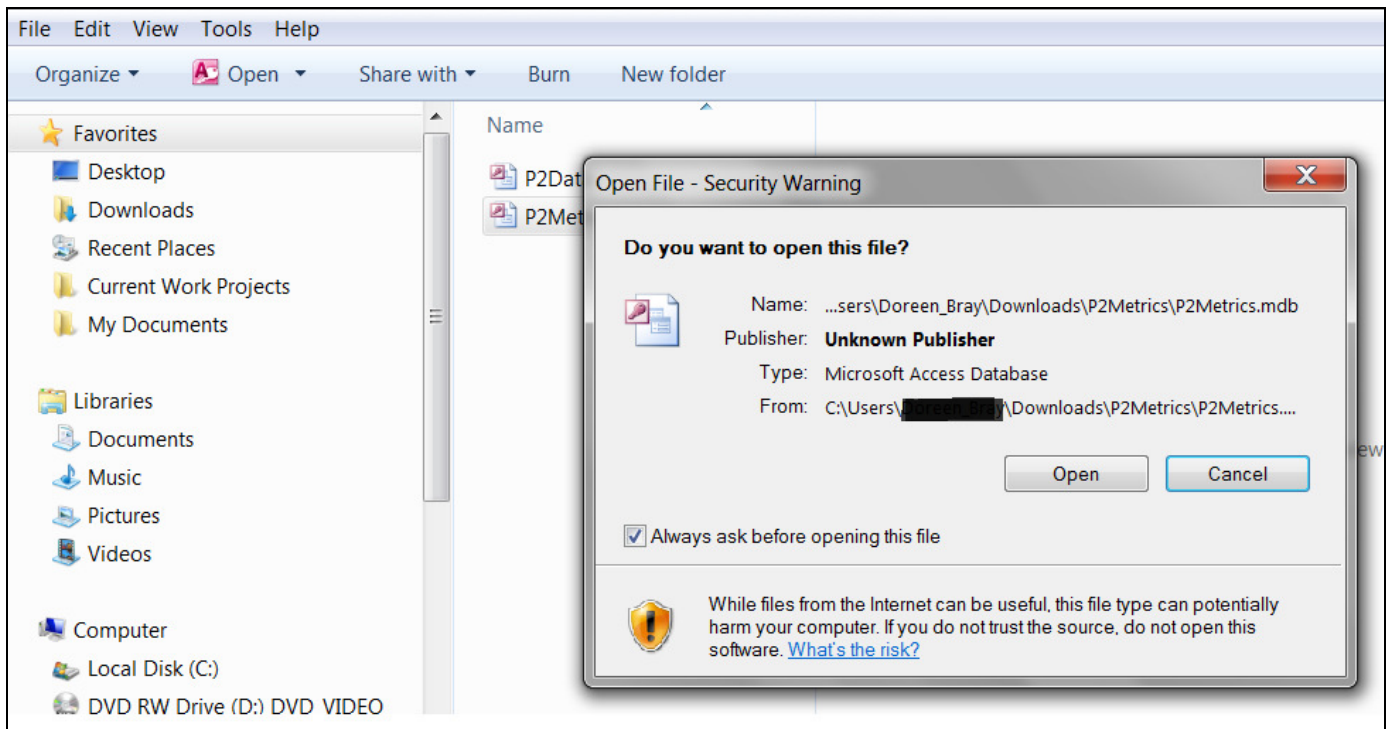 File Edit View Tools Help
Organize Open Share with Burn New folder
Favorites
Desktop
Downloads
Recent Places
Current Work Projects
My Documents
Libraries
Documents
Music
Pictures
Videos
Computer
Local Disk (C:)
DVD RW Drive (D:) DVD VIDEO
Name
P2Dat
P2Met
Open File - Security Warning
Do you want to open this file?
Name: ...sers\Doreen_Bray\Downloads\P2Metrics\P2Metrics.mdb
Publisher: Unknown Publisher
Type: Microsoft Access Database
From: C:\Users\ \Downloads\P2Metrics\P2Metrics....
Open Cancel
Always ask before opening this file
While files from the Internet can be useful, this file type can potentially
harm your computer. If you do not trust the source, do not open this
software. What's the risk?
ew